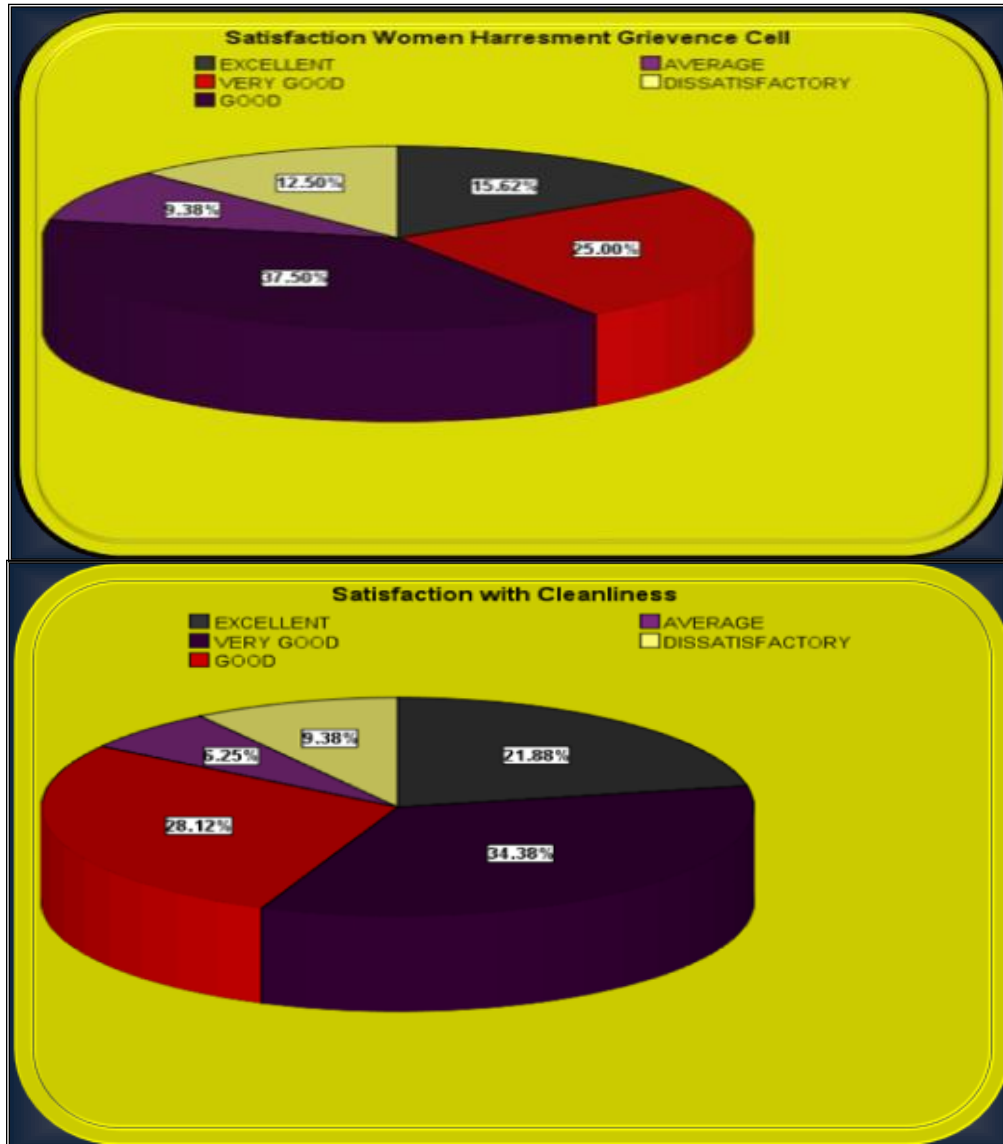 Satisfaction Women Harresment Grievence Cell
EXCELLENT
VERY GOOD
GOOD
AVERAGE
DISSATISFACTORY
12.50%
15.62%
9.38%
25.00%
37.50%
Satisfaction with Cleanliness
EXCELLENT
VERY GOOD
GOOD
AVERAGE
DISSATISFACTORY
9.38%
21.88%
6.25%
28.12%
34.38%